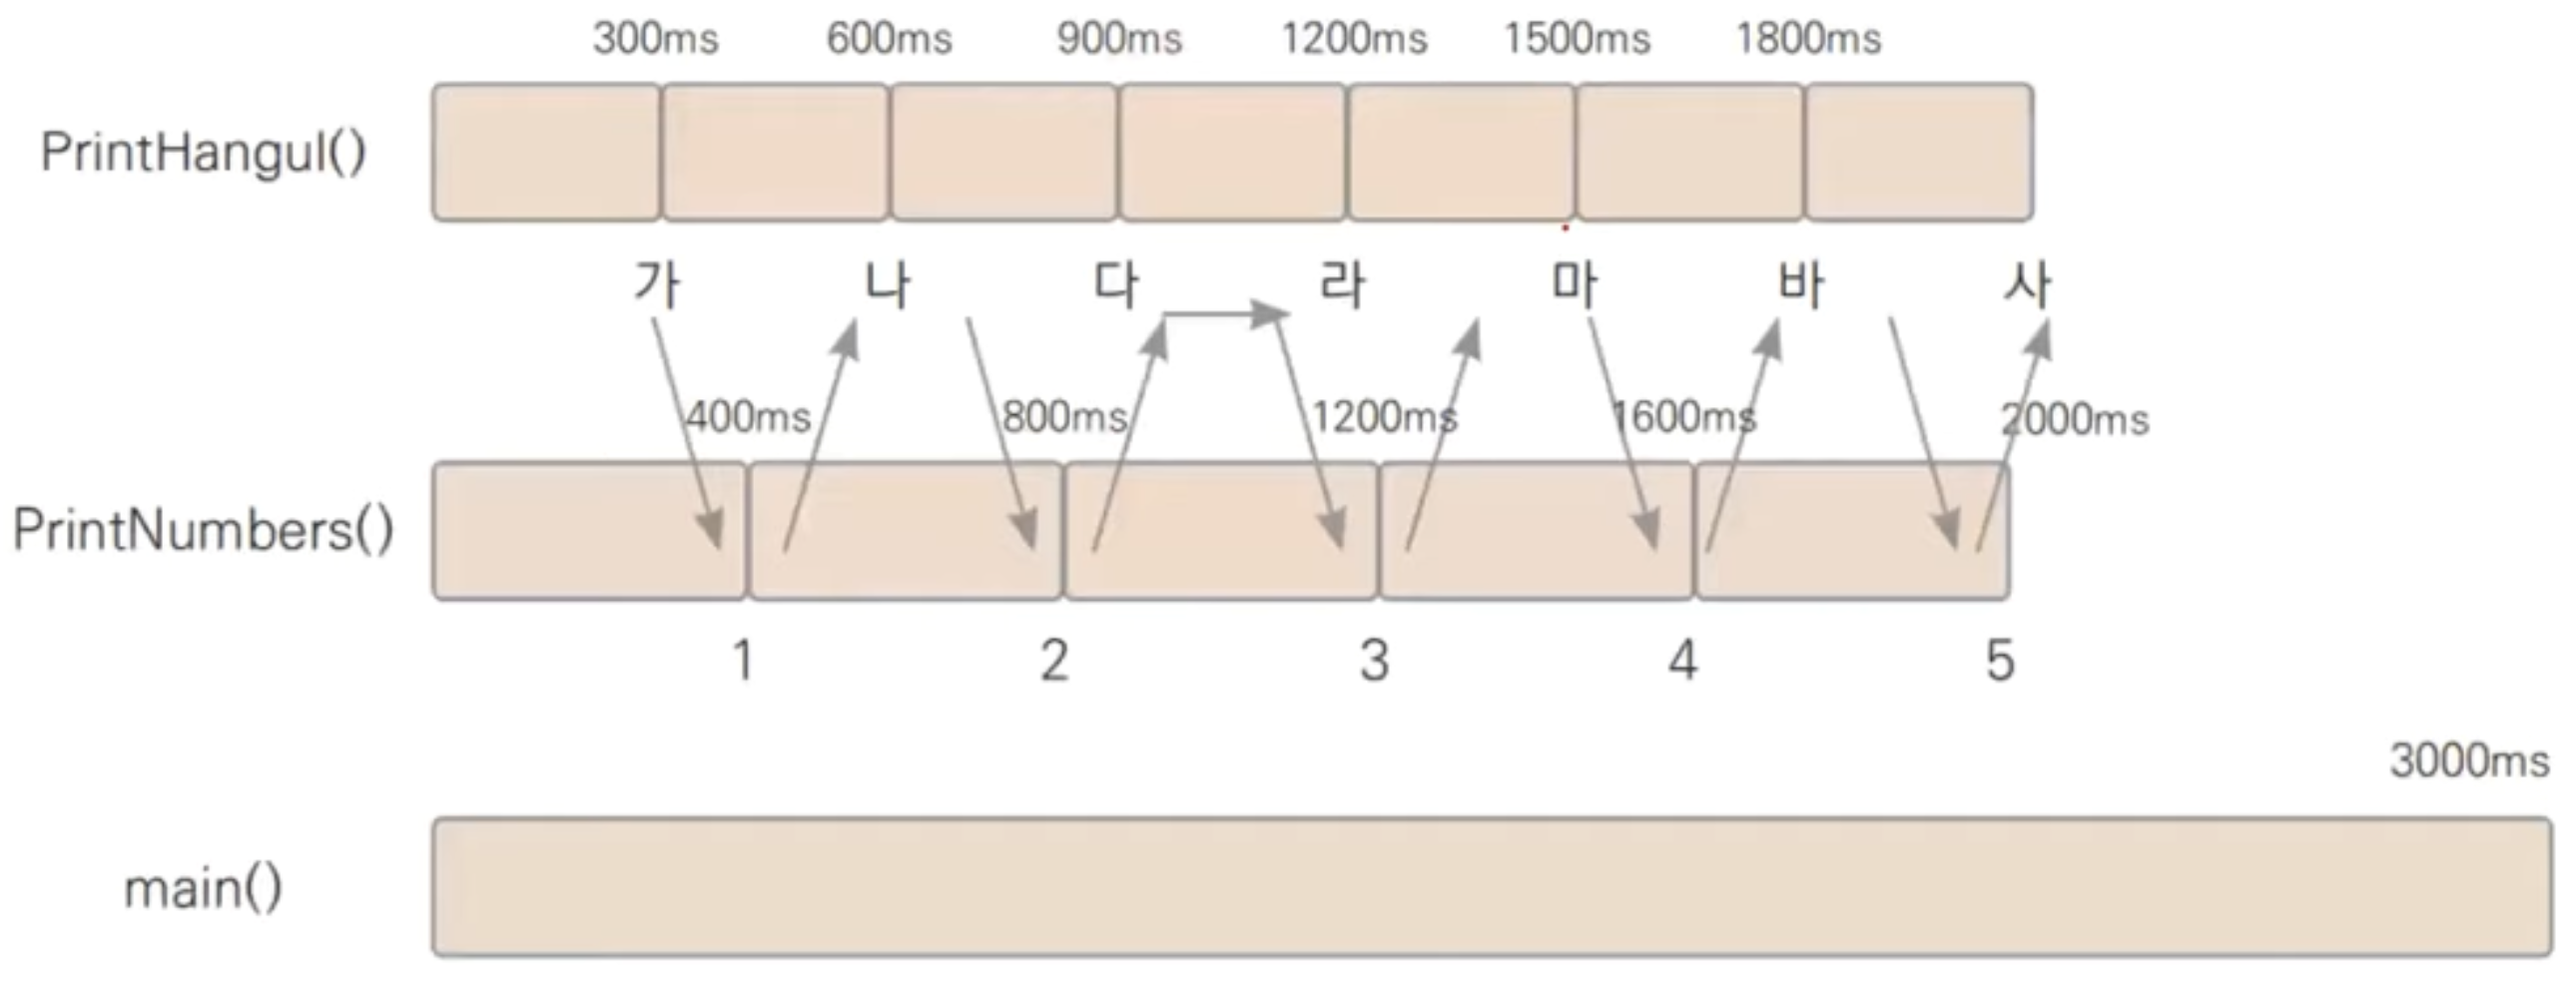 300ms 600ms 900ms 1200ms 1500ms 1800ms
PrintHangul()
가 나 다 라 마 바 사
400ms 800ms 1200ms 1600ms 2000ms
PrintNumbers()
1 2 3 4 5
3000ms
main()